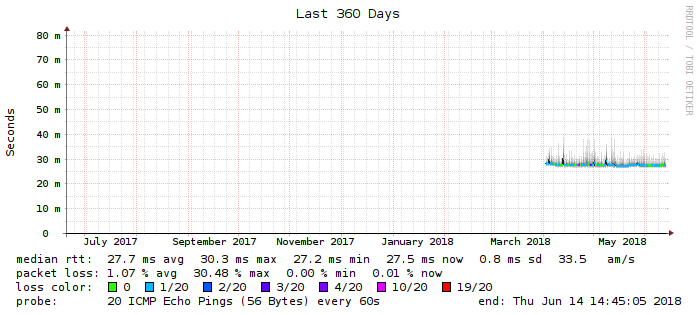 Last 360 Days
RRDTOOL / TOBI OETIKER
Seconds
80 m
70 m
60 m
50 m
40 m
30 m
20 m
10 m
0
July 2017 September 2017 November 2017 January 2018 March 2018 May 2018
median rtt: 27.7 ms avg 30.3 ms max 27.2 ms min 27.5 ms now 0.8 ms sd 33.5 am/s
packet loss: 1.07 % avg 30.48 % max 0.00 % min 0.01 % now
loss color: 0 1/20 2/20 3/20 4/20 10/20 19/20
probe: 20 ICMP Echo Pings (56 Bytes) every 60s end: Thu Jun 14 14:45:05 2018